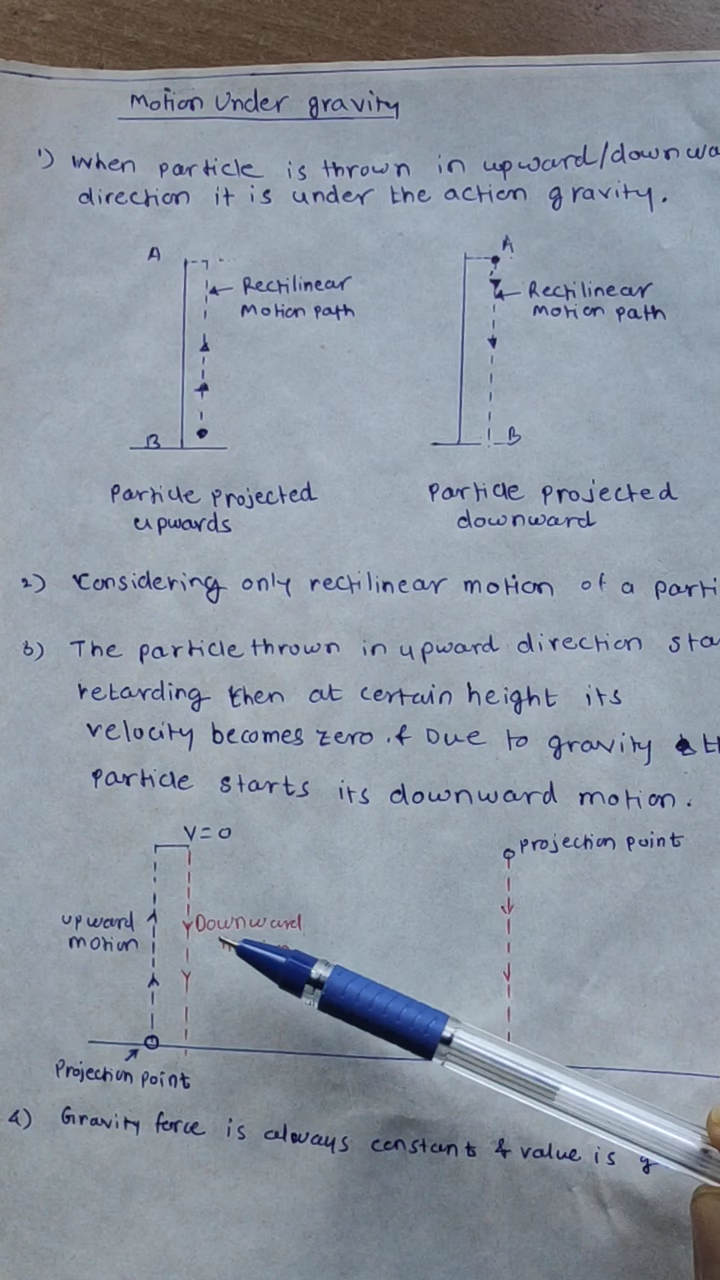 Motion Under gravity
1) When particle is thrown in upward/downwa
direction it is under the action gravity.
A
Rectilinear
Motion path
B
Particle projected
upwards
A
Rectilinear
Motion path
B
Particle projected
downward
2) Considering only rectilinear motion of a parti
3) The particle thrown in upward direction sta
retarding then at certain height its
velocity becomes zero. & Due to gravity th
particle starts its downward motion.
V=0
upward
motion
Downward
Projection point
projection point
4) Gravity force is always constant & value is g